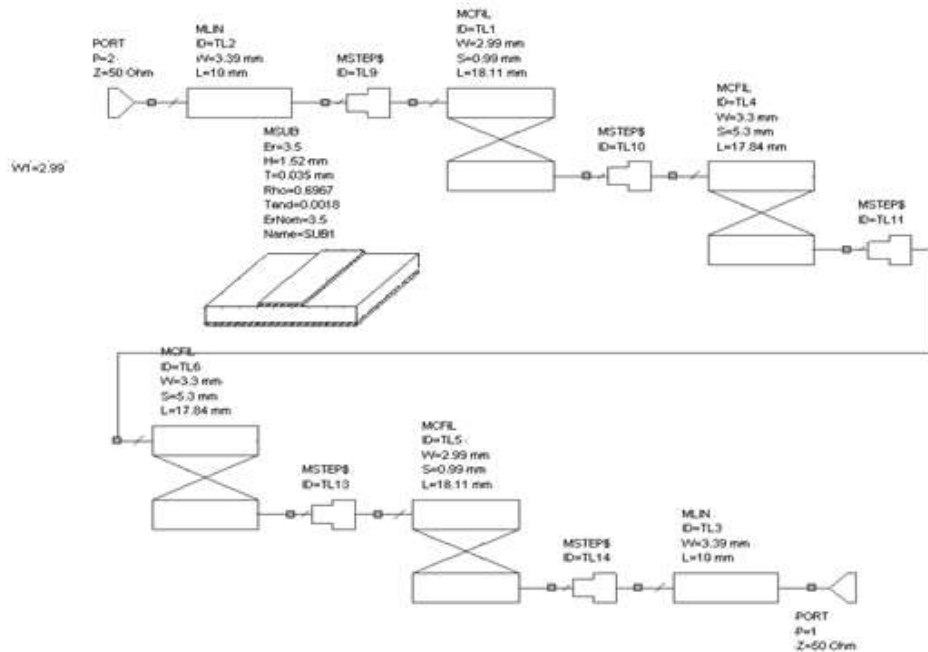 PORT
P=2
Z=50 Ohm
MLIN
ID=TL2
W=3.39 mm
L=10 mm
MSTEP$
ID=TL9
MCFIL
ID=TL1
W=2.99 mm
S=0.99 mm
L=18.11 mm
MCFIL
ID=TL4
W=3.3 mm
S=5.3 mm
L=17.84 mm
W1=2.99
MSUB
Er=3.5
H=1.52 mm
T=0.035 mm
Rho=0.6967
Tand=0.0018
ErNom=3.5
Name=SUB1
MSTEP$
ID=TL10
MSTEP$
ID=TL11
MCFIL
ID=TL6
W=3.3 mm
S=5.3 mm
L=17.84 mm
MSTEP$
ID=TL13
MCFIL
ID=TL5
W=2.99 mm
S=0.99 mm
L=18.11 mm
MSTEP$
ID=TL14
MLIN
ID=TL3
W=3.39 mm
L=10 mm
PORT
P=1
Z=50 Ohm